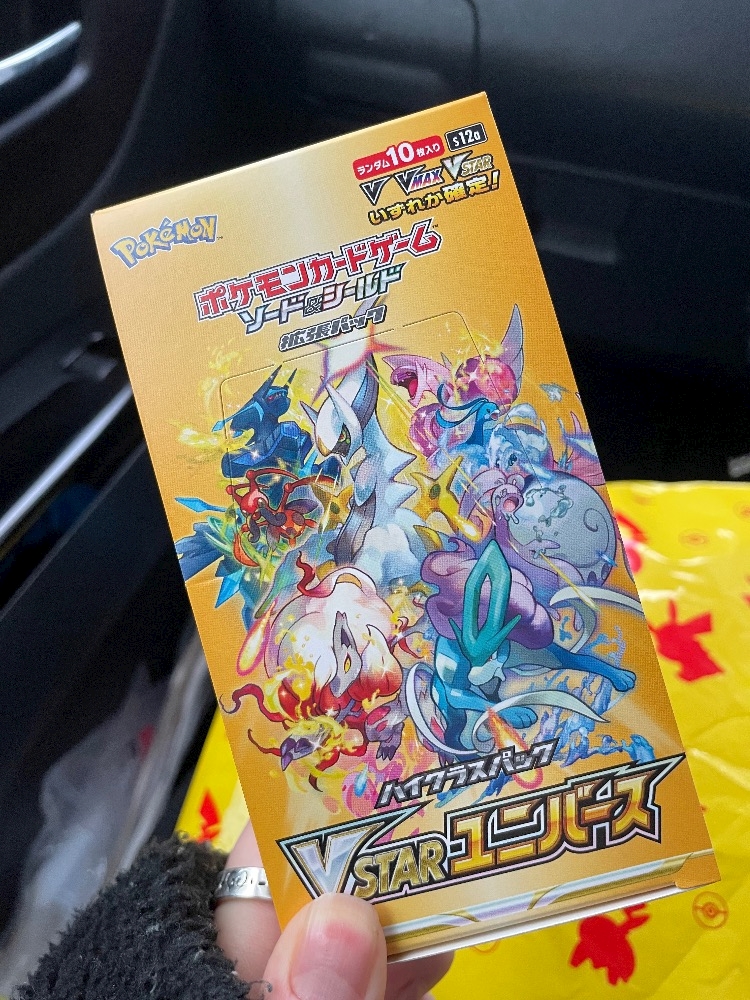 ランダム10枚入り s12a
V VMAX VSTAR
いずれか確定!
POKÉMON
ポケモンカードゲーム
ソード&シールド
拡張パック
ハイクラスパック
VSTARユニバース